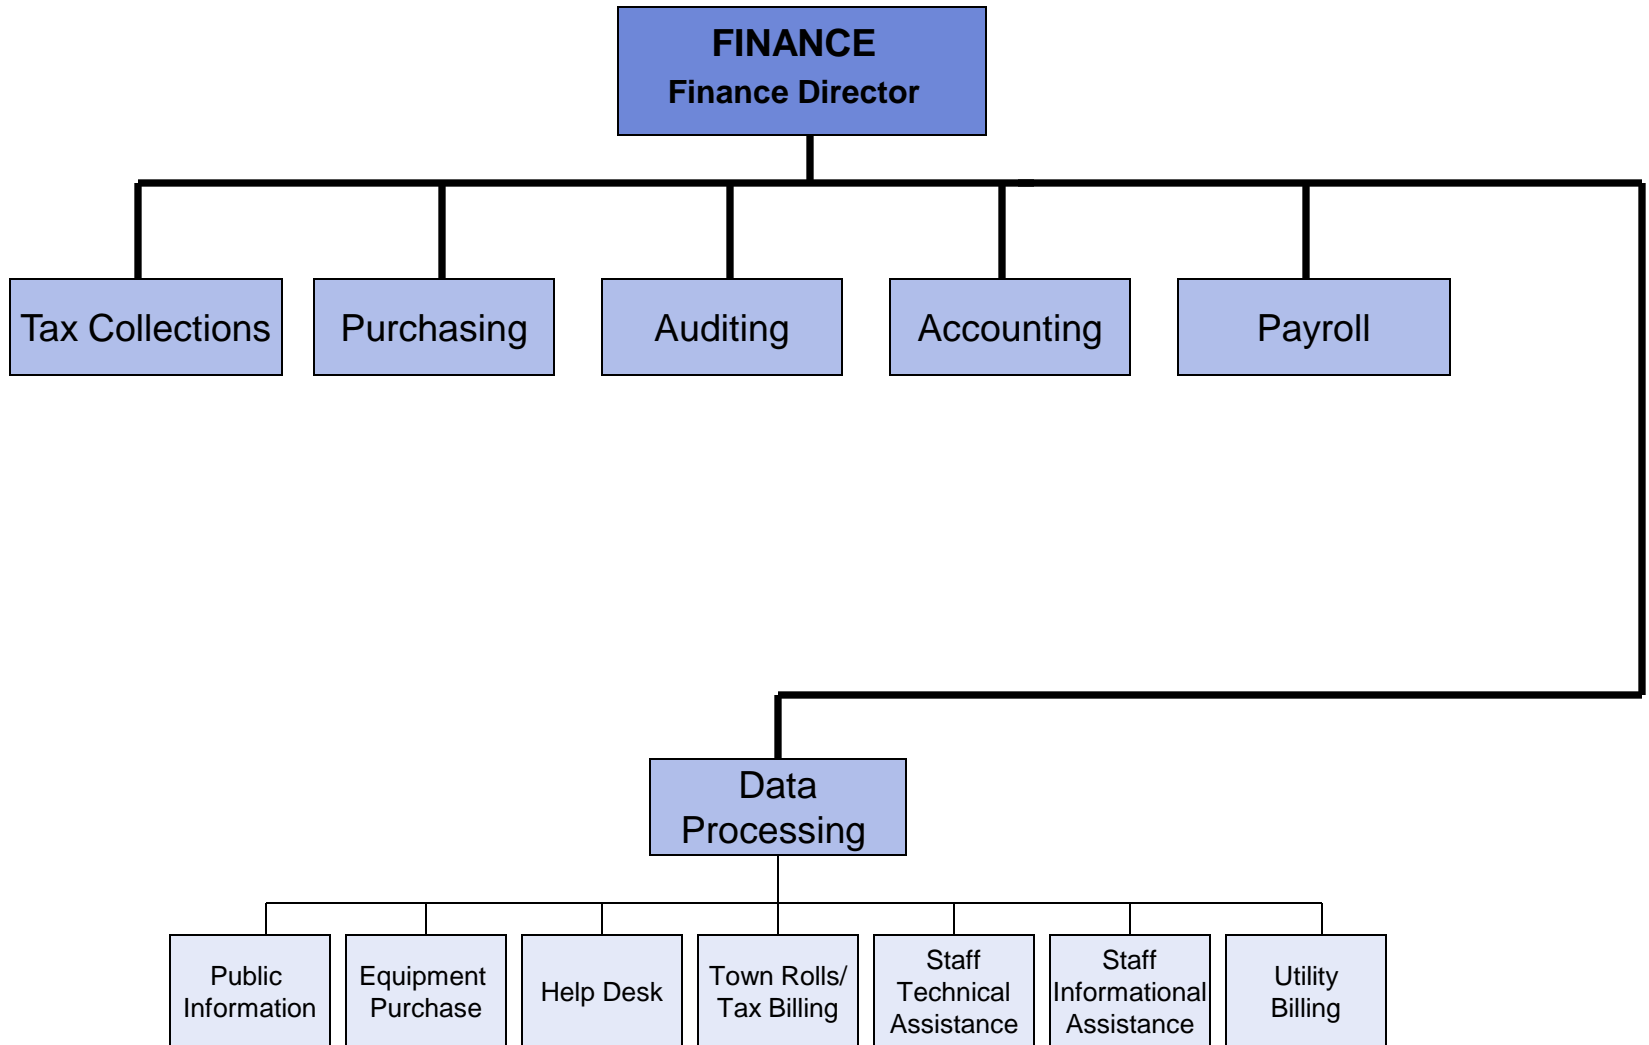 FINANCE
Finance Director
Tax Collections
Purchasing
Auditing
Accounting
Payroll
Data
Processing
Public
Information
Equipment
Purchase
Help Desk
Town Rolls/
Tax Billing
Staff
Technical
Assistance
Staff
Informational
Assistance
Utility
Billing